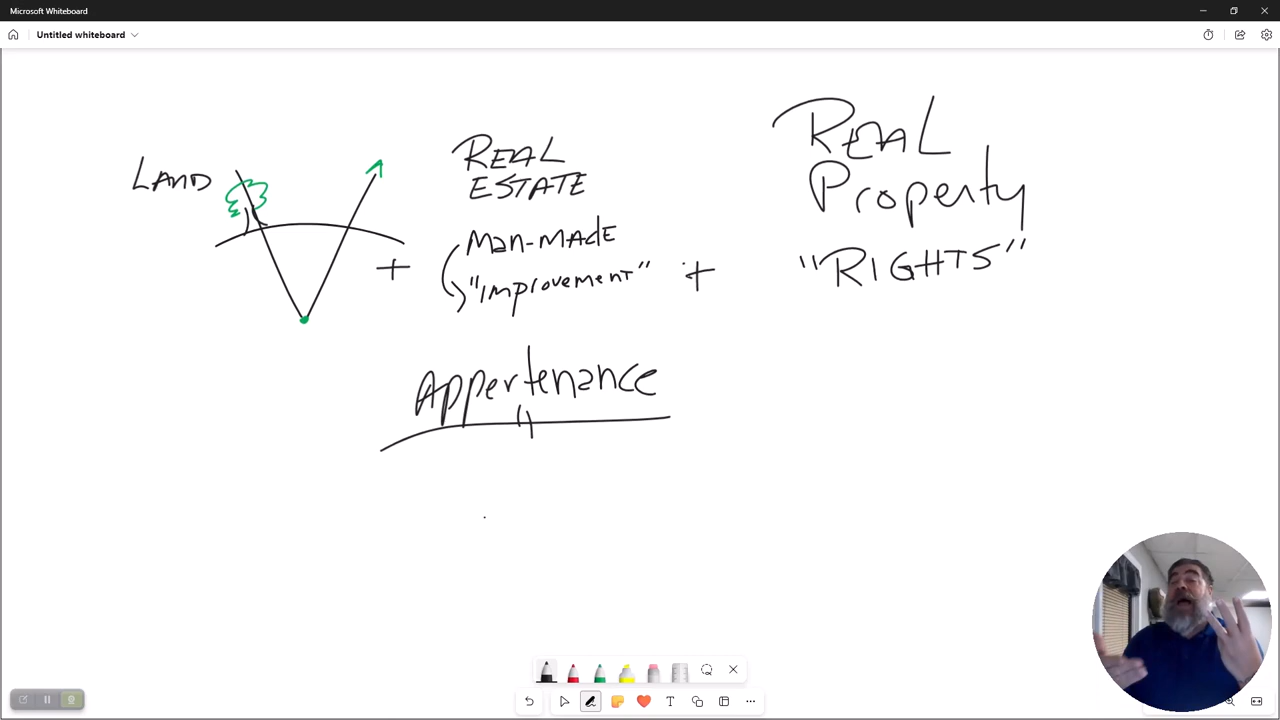 Microsoft Whiteboard
Untitled whiteboard
LAND
REAL
ESTATE
MAN-MADE
"IMPROVEMENT"
+
+
REAL
Property
"RIGHTS"
Appertenance
T